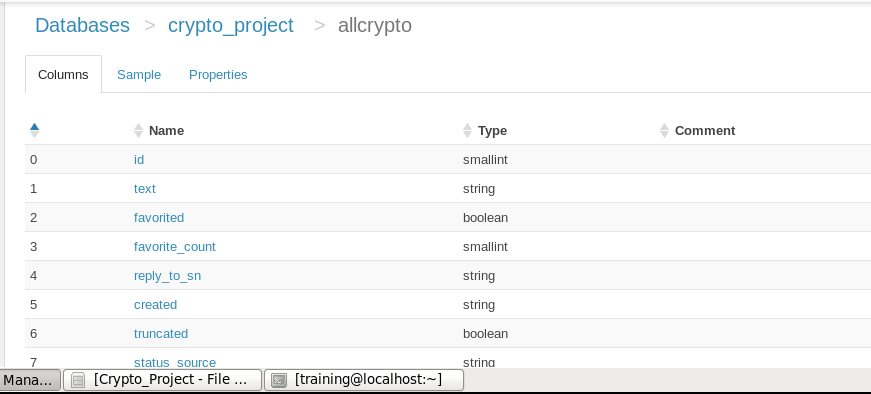 Databases > crypto_project > allcrypto
Columns Sample Properties
Name Type Comment
0 id smallint
1 text string
2 favorited boolean
3 favorite_count smallint
4 reply_to_sn string
5 created string
6 truncated boolean
7 status_source string
Mana... [Crypto_Project - File ... [training@localhost:~]